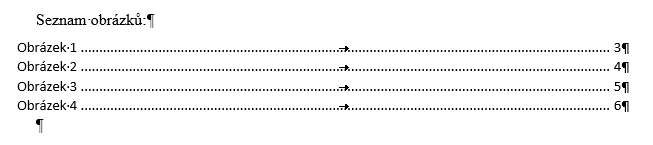 Seznam·obrázků:¶
Obrázek·1 ........................................................→........................................................ 3¶
Obrázek·2 ........................................................→........................................................ 4¶
Obrázek·3 ........................................................→........................................................ 5¶
Obrázek·4 ........................................................→........................................................ 6¶
¶